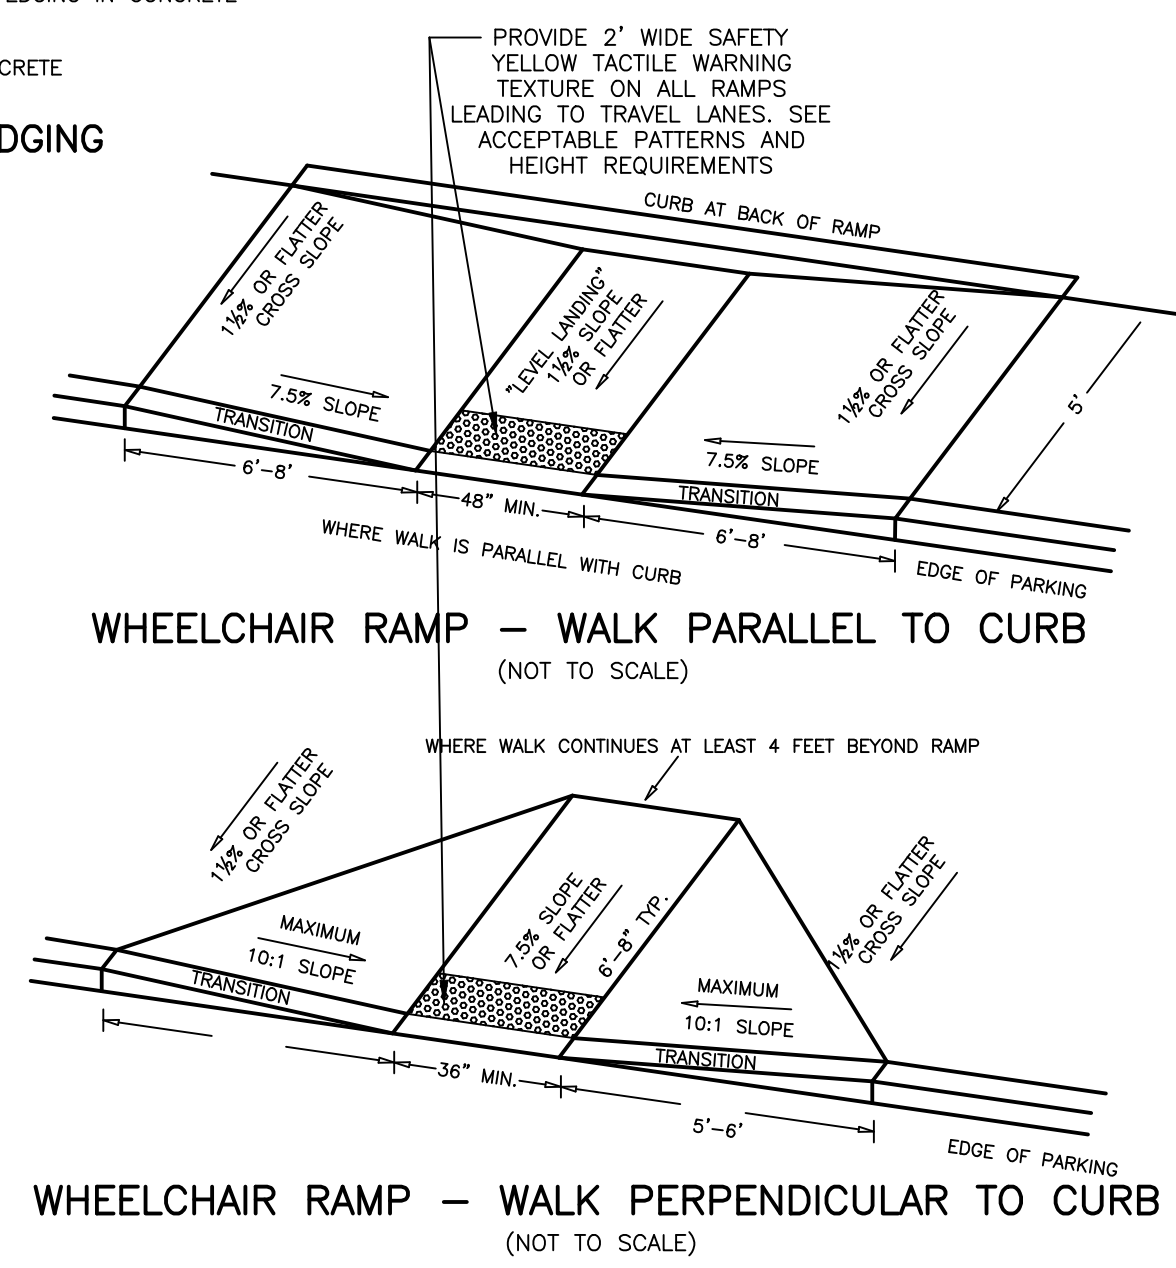 EDGING IN CONCRETE
CRETE
DGING
PROVIDE 2' WIDE SAFETY
YELLOW TACTILE WARNING
TEXTURE ON ALL RAMPS
LEADING TO TRAVEL LANES. SEE
ACCEPTABLE PATTERNS AND
HEIGHT REQUIREMENTS
CURB AT BACK OF RAMP
1½% OR FLATTER
CROSS SLOPE
"LEVEL LANDING"
1½% SLOPE
OR FLATTER
1½% OR FLATTER
CROSS SLOPE
5'
7.5% SLOPE
TRANSITION
7.5% SLOPE
TRANSITION
6'-8'
48" MIN.
6'-8'
WHERE WALK IS PARALLEL WITH CURB
EDGE OF PARKING
WHEELCHAIR RAMP - WALK PARALLEL TO CURB
(NOT TO SCALE)
WHERE WALK CONTINUES AT LEAST 4 FEET BEYOND RAMP
1½% OR FLATTER
CROSS SLOPE
7.5% SLOPE
OR FLATTER
6'-8" TYP.
1½% OR FLATTER
CROSS SLOPE
MAXIMUM
10:1 SLOPE
TRANSITION
MAXIMUM
10:1 SLOPE
TRANSITION
36" MIN.
5'-6'
EDGE OF PARKING
WHEELCHAIR RAMP - WALK PERPENDICULAR TO CURB
(NOT TO SCALE)